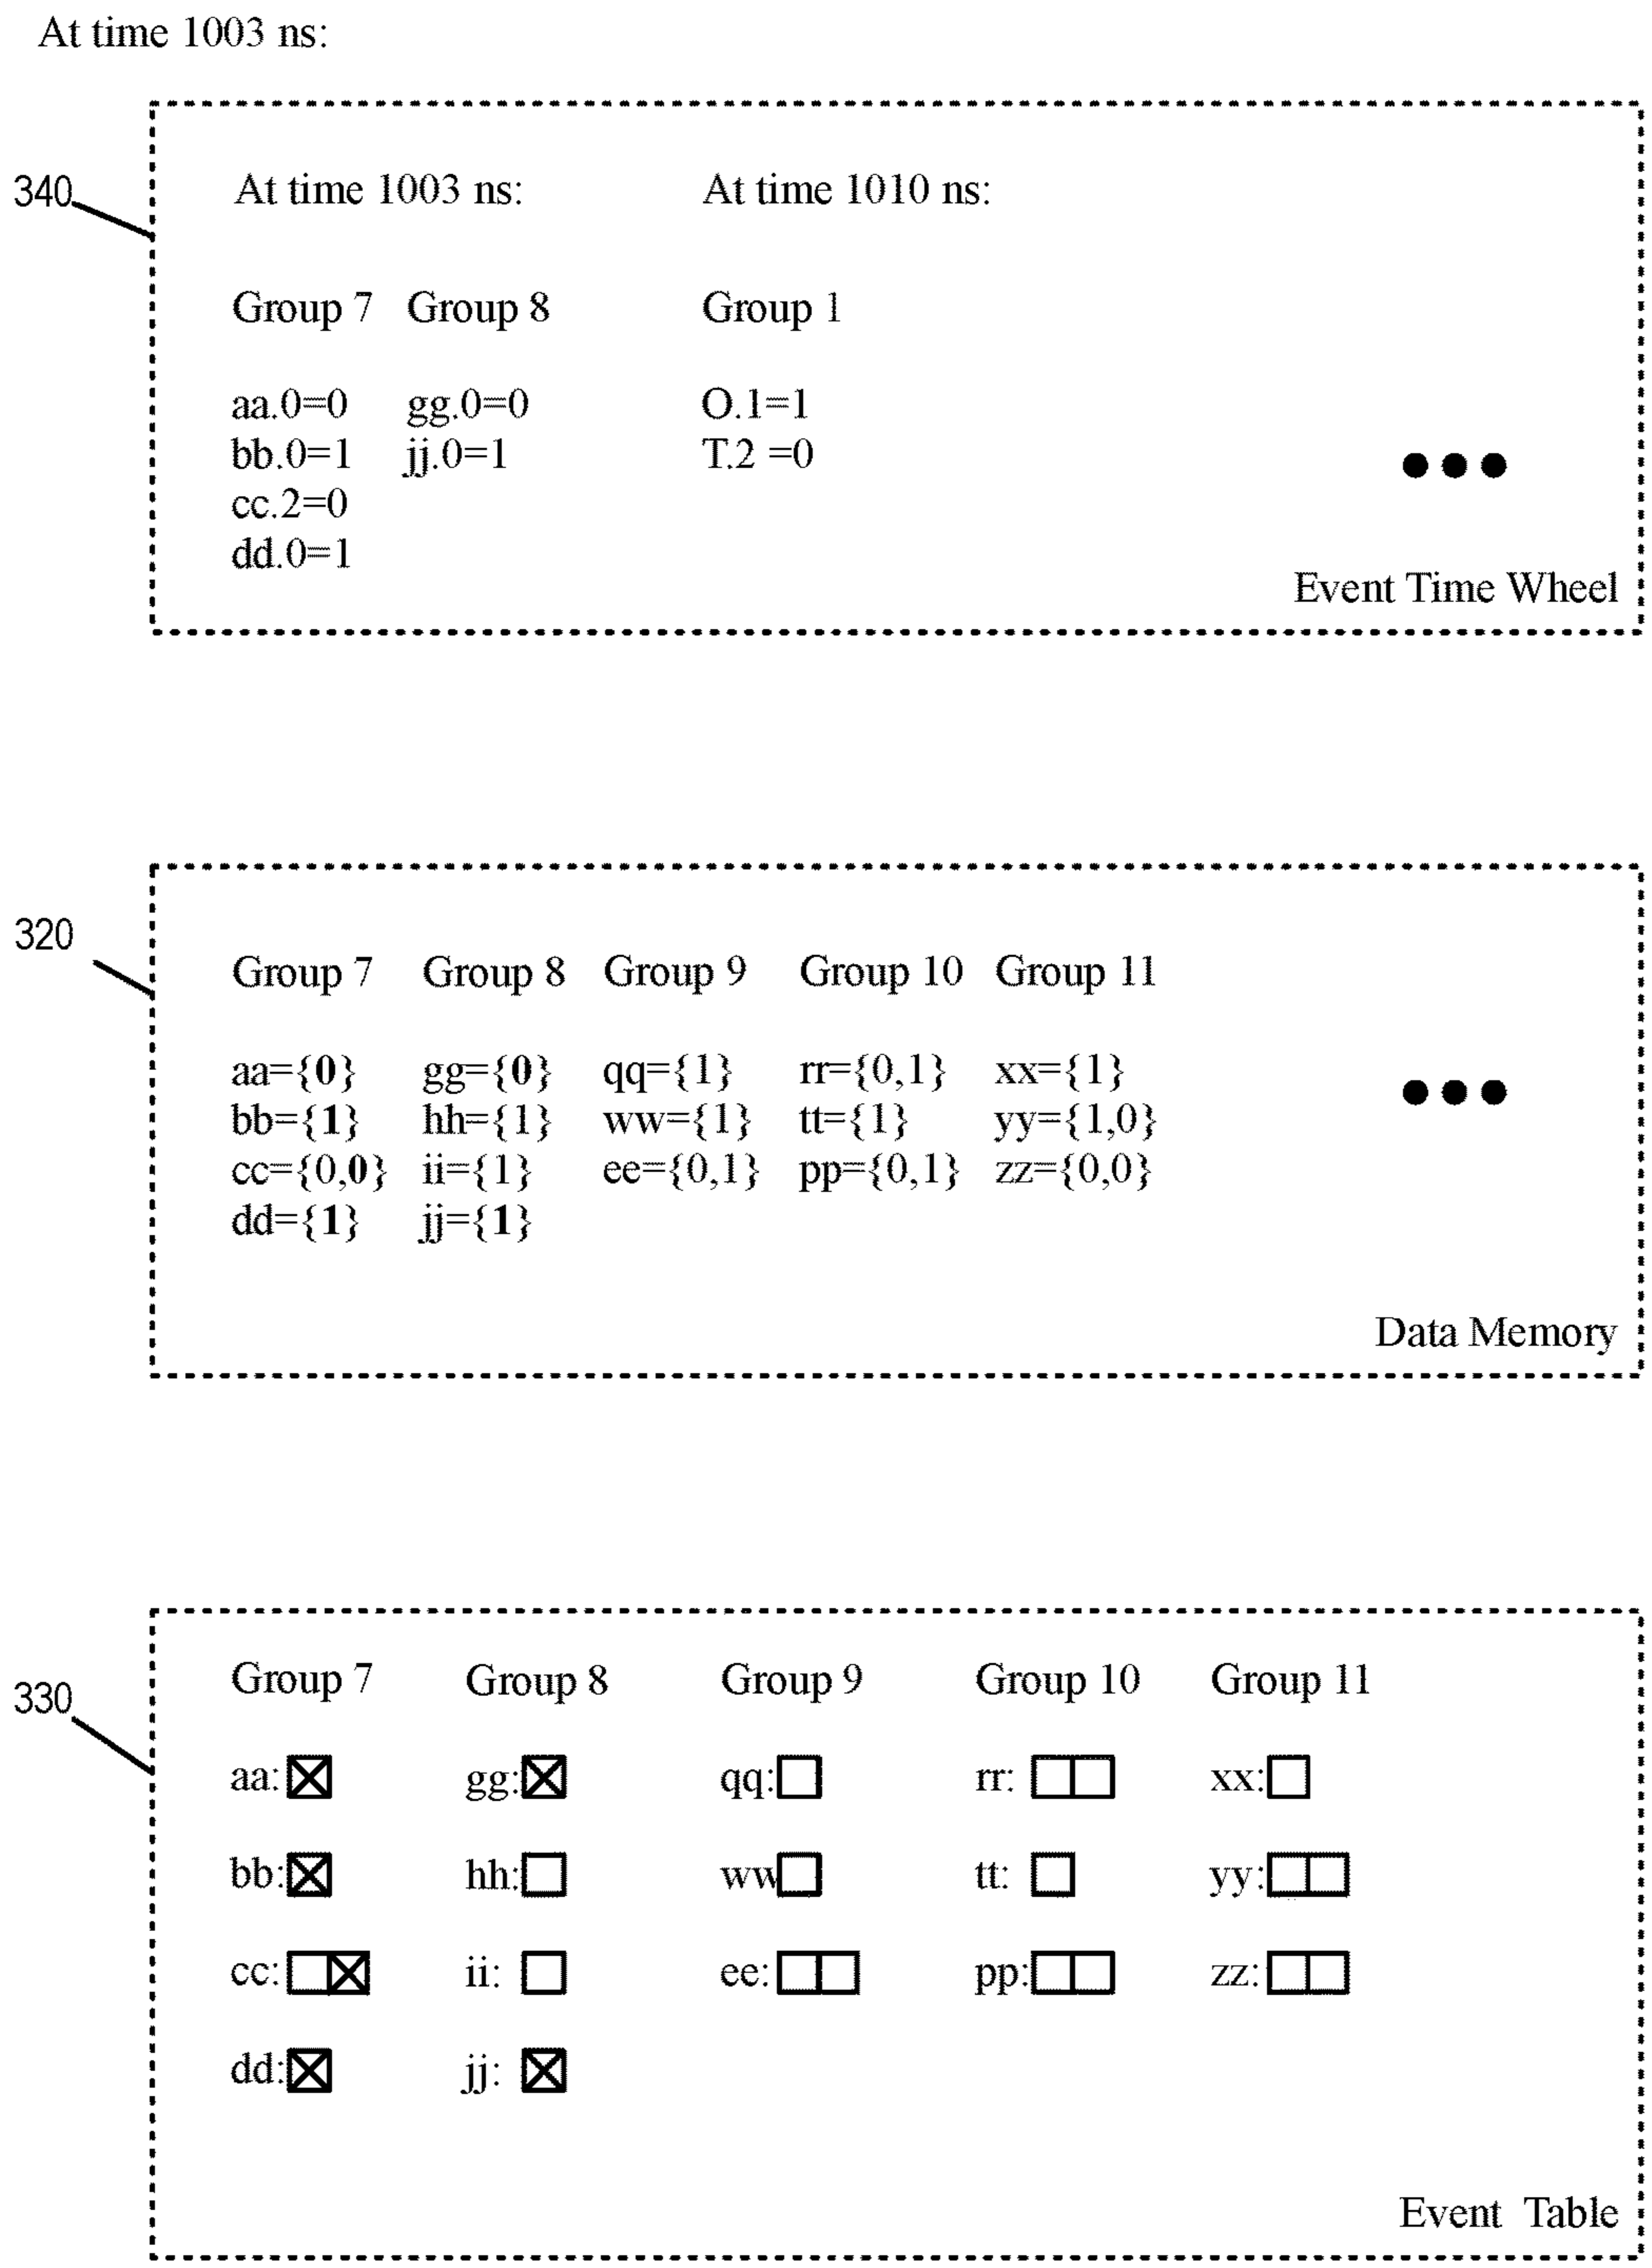 At time 1003 ns:
340
At time 1003 ns: At time 1010 ns:
Group 7 Group 8 Group 1
aa.0=0 gg.0=0 O.1=1
bb.0=1 jj.0=1 T.2 =0
cc.2=0
dd.0=1
Event Time Wheel
320
Group 7 Group 8 Group 9 Group 10 Group 11
aa={0} gg={0} qq={1} rr={0,1} xx={1}
bb={1} hh={1} ww={1} tt={1} yy={1,0}
cc={0,0} ii={1} ee={0,1} pp={0,1} zz={0,0}
dd={1} jj={1}
Data Memory
330
Group 7 Group 8 Group 9 Group 10 Group 11
aa: gg: qq: rr: xx:
bb: hh: ww tt: yy:
cc: ii: ee: pp: zz:
dd: jj:
Event Table